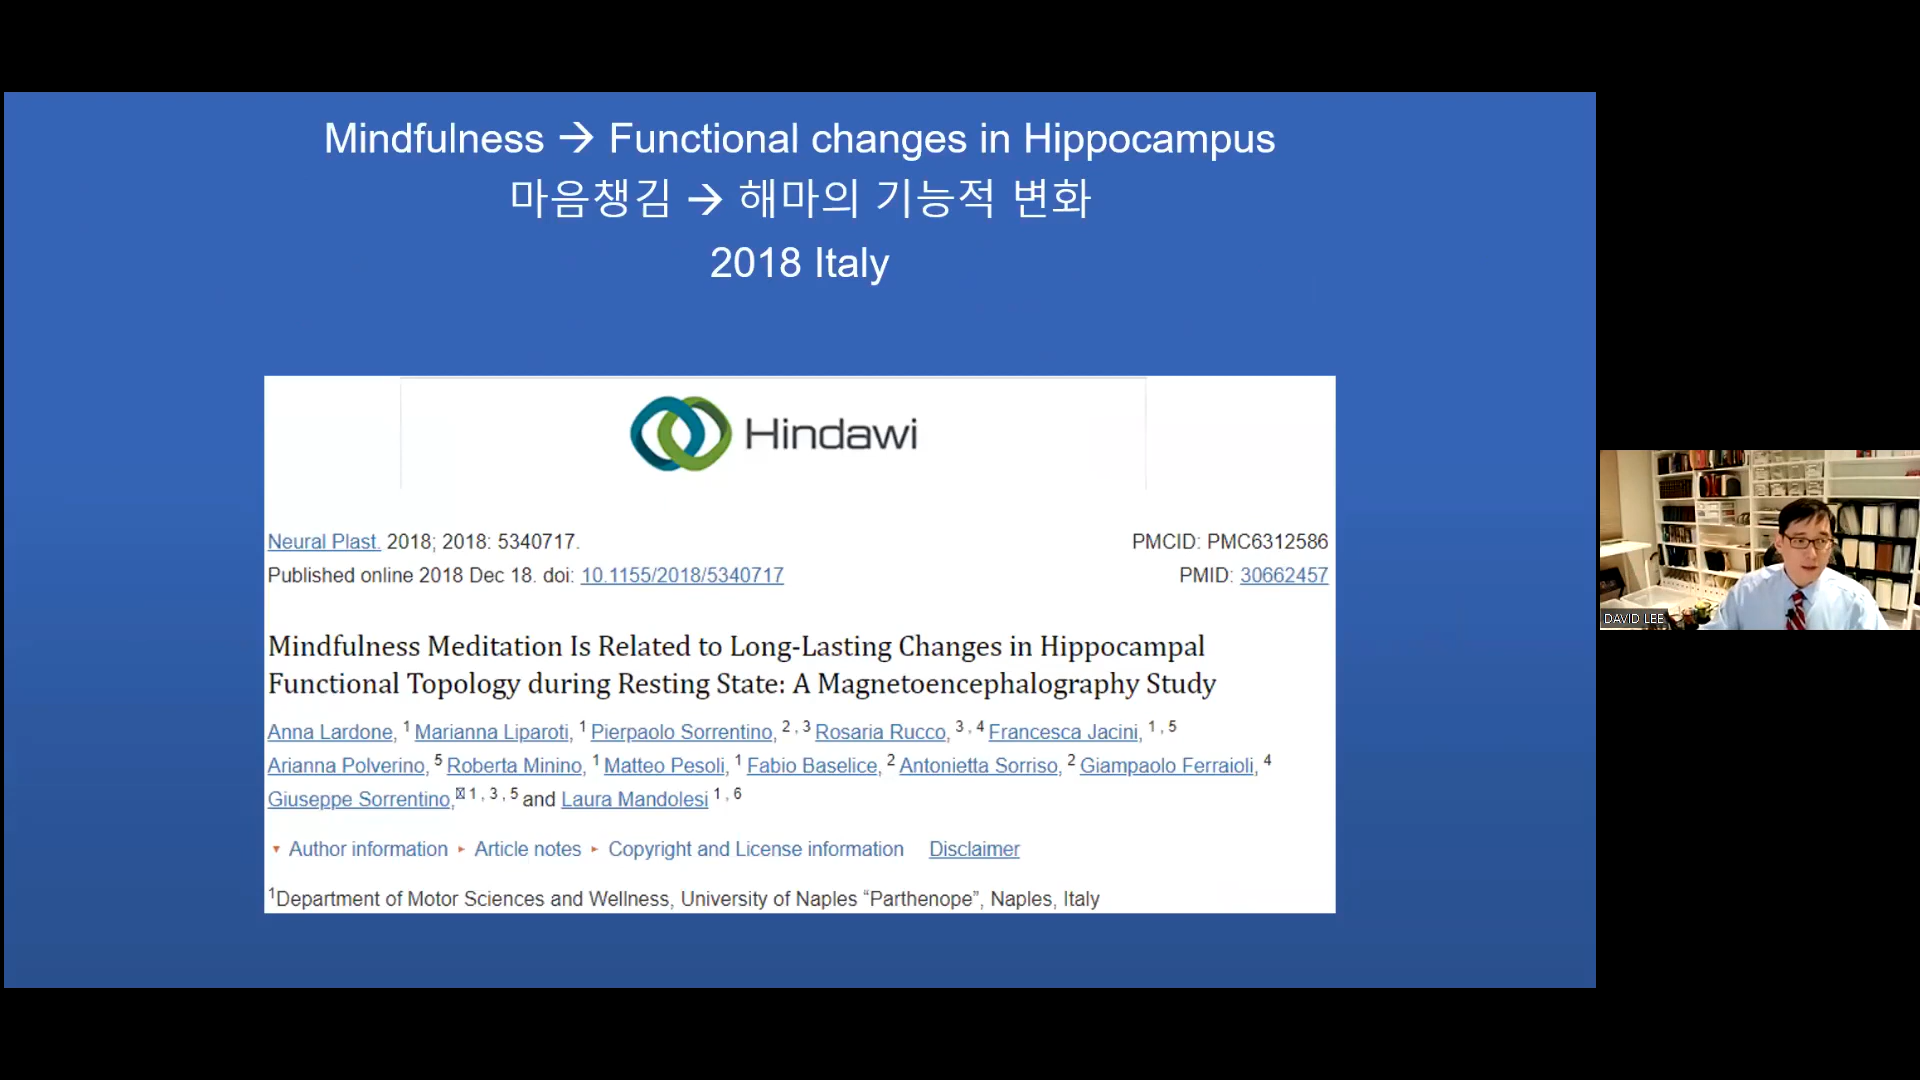 Mindfulness → Functional changes in Hippocampus
마음챙김 → 해마의 기능적 변화
2018 Italy
Hindawi
Neural Plast. 2018; 2018: 5340717.
PMCID: PMC6312586
Published online 2018 Dec 18. doi: 10.1155/2018/5340717
PMID: 30662457
Mindfulness Meditation Is Related to Long-Lasting Changes in Hippocampal
Functional Topology during Resting State: A Magnetoencephalography Study
Anna Lardone, 1 Marianna Liparoti, 1 Pierpaolo Sorrentino, 2 , 3 Rosaria Rucco, 3 , 4 Francesca Jacini, 1 , 5
Arianna Polverino, 5 Roberta Minino, 1 Matteo Pesoli, 1 Fabio Baselice, 2 Antonietta Sorriso, 2 Giampaolo Ferraioli, 4
Giuseppe Sorrentino, 1 , 3 , 5 and Laura Mandolesi 1 , 6
Author information Article notes Copyright and License information Disclaimer
1Department of Motor Sciences and Wellness, University of Naples “Parthenope”, Naples, Italy
DAVID LEE